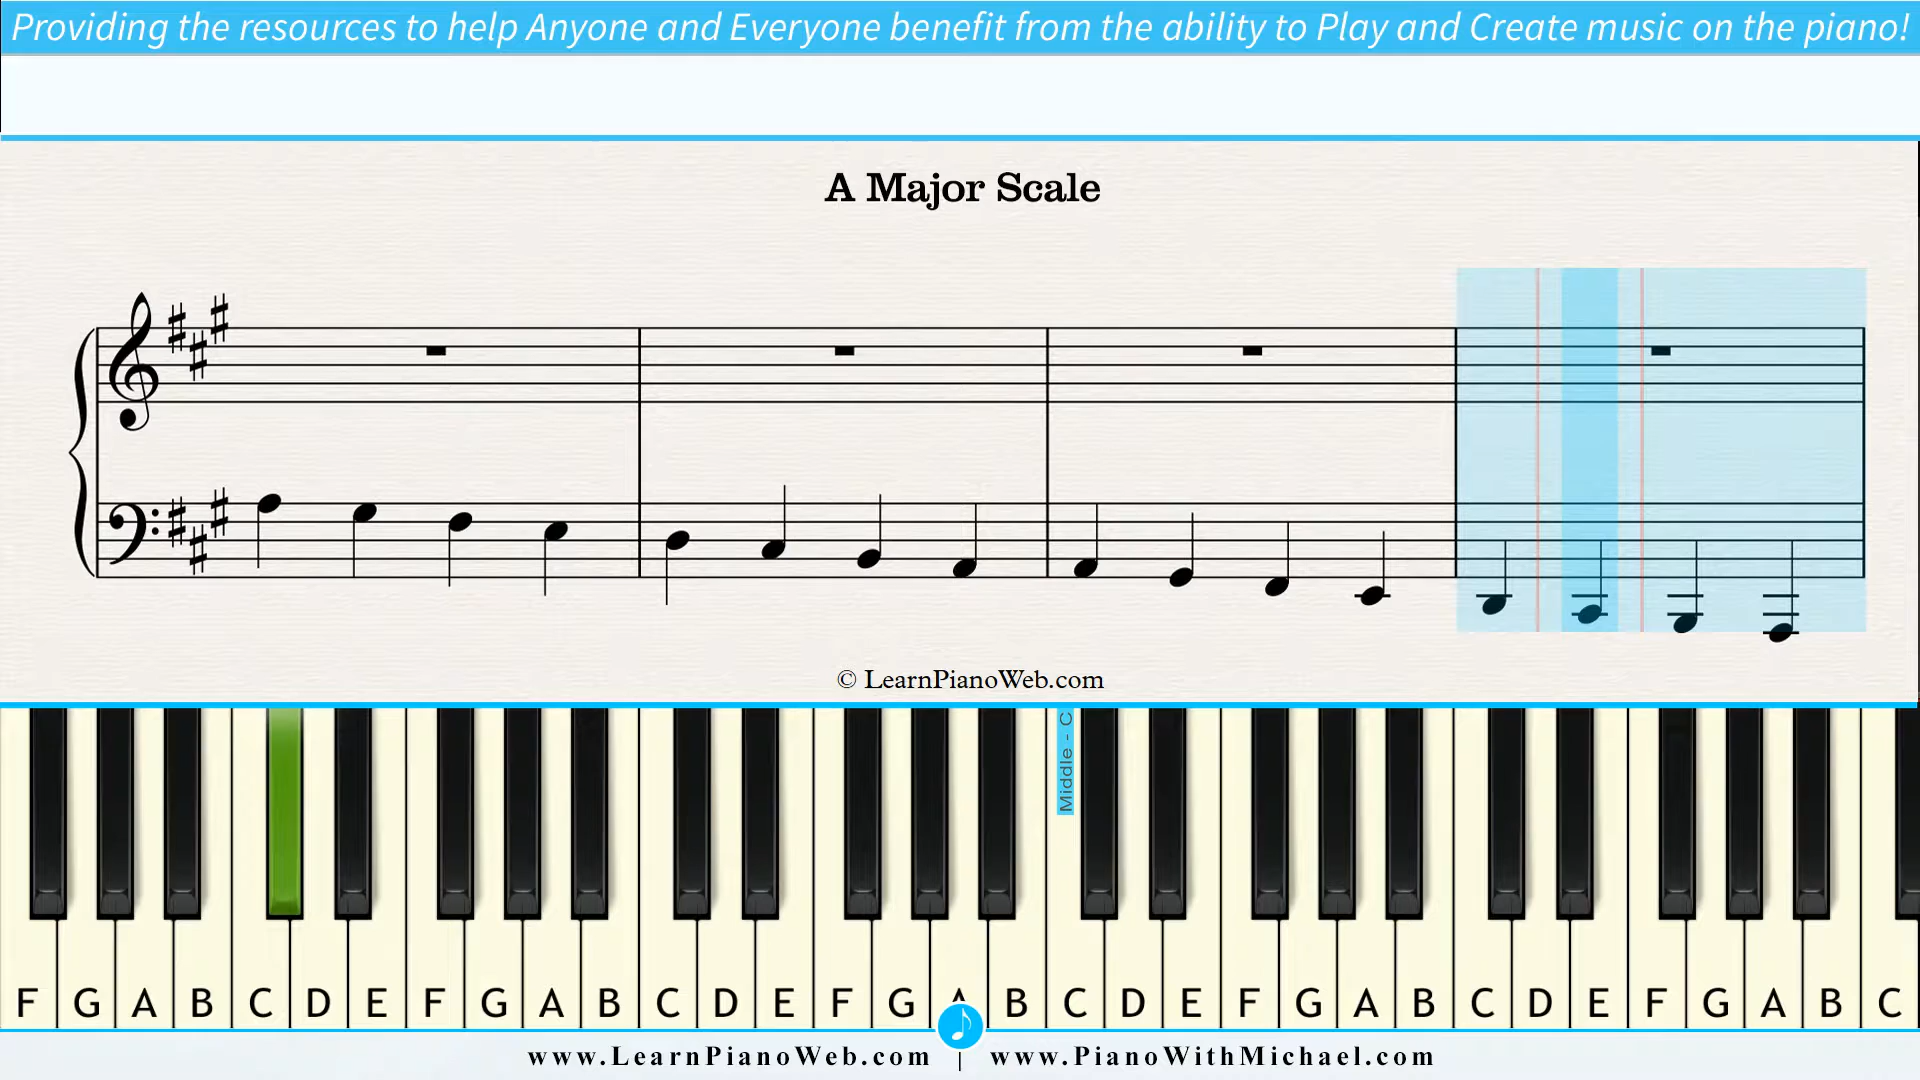 Providing the resources to help Anyone and Everyone benefit from the ability to Play and Create music on the piano!
A Major Scale
© LearnPianoWeb.com
Middle - C
F G A B C D E F G A B C D E F G A B C D E F G A B C D E F G A B C
www.LearnPianoWeb.com | www.PianoWithMichael.com